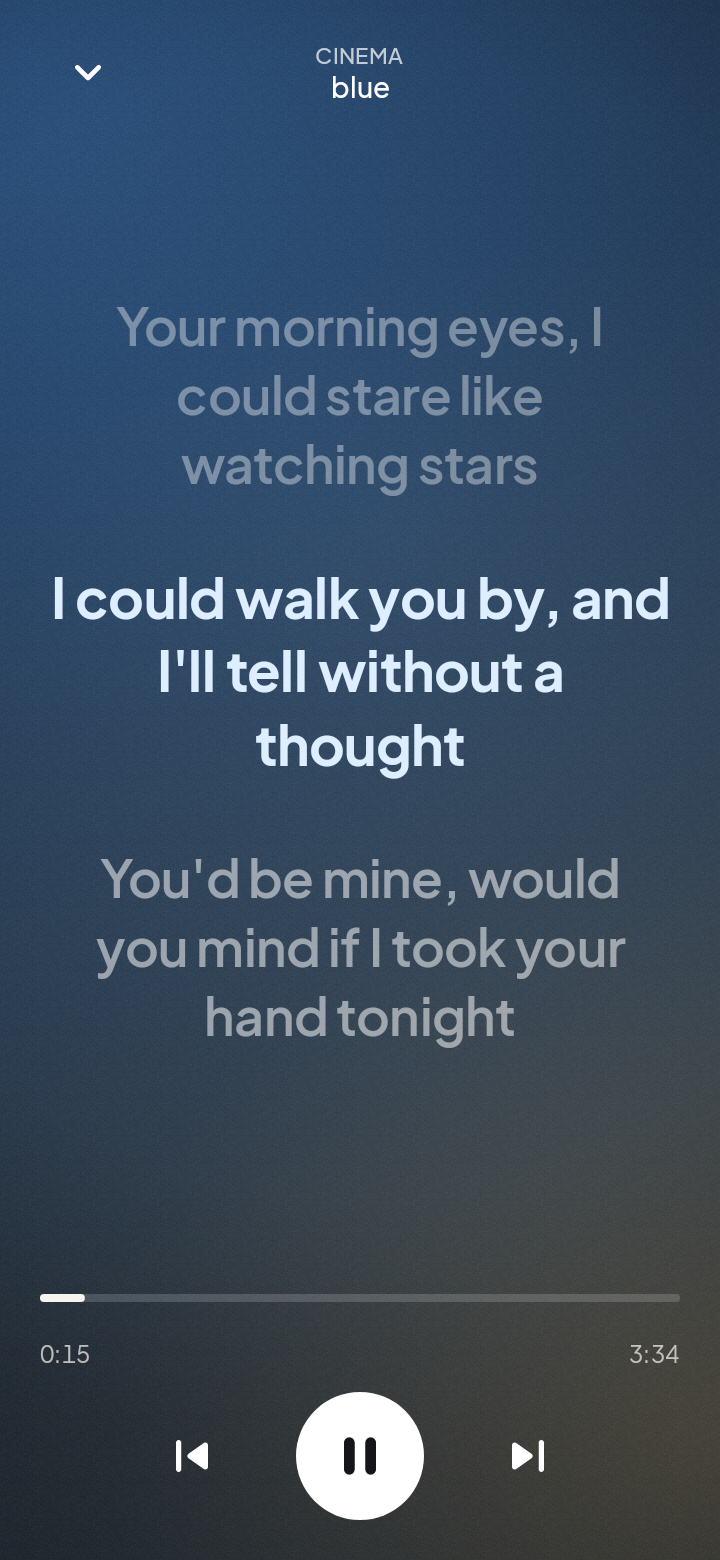 CINEMA
blue
Your morning eyes, I
could stare like
watching stars
I could walk you by, and
I'll tell without a
thought
You'd be mine, would
you mind if I took your
hand tonight
0:15
3:34